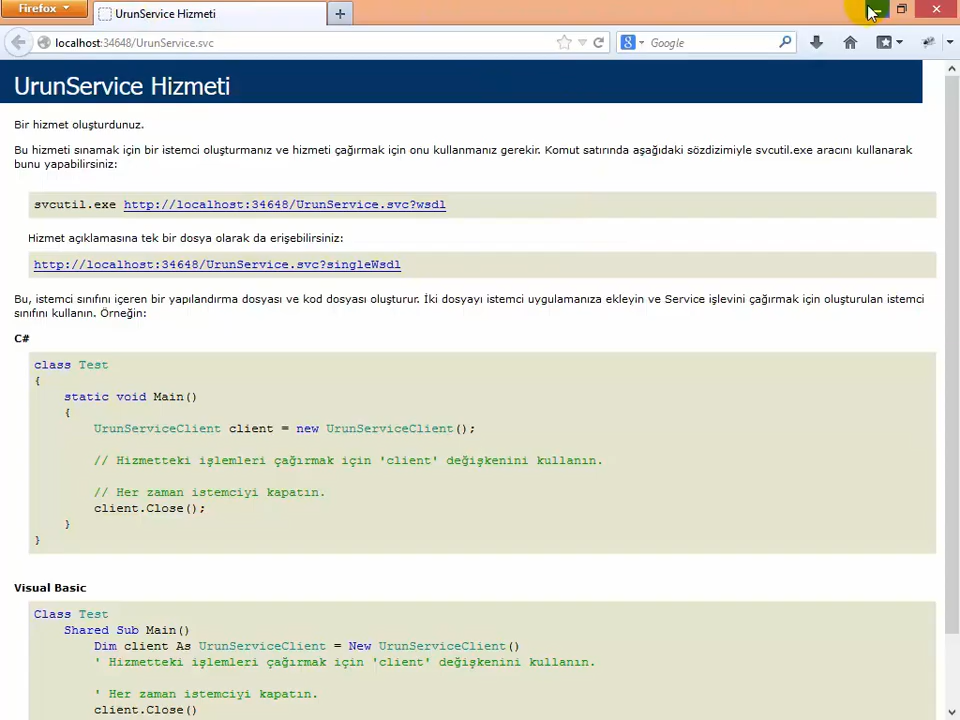 Firefox
UrunService Hizmeti
localhost:34648/UrunService.svc
Google
UrunService Hizmeti
Bir hizmet oluşturdunuz.
Bu hizmeti sınamak için bir istemci oluşturmanız ve hizmeti çağırmak için onu kullanmanız gerekir. Komut satırında aşağıdaki sözdizimiyle svcutil.exe aracını kullanarak
bunu yapabilirsiniz:
svcutil.exe http://localhost:34648/UrunService.svc?wsdl
Hizmet açıklamasına tek bir dosya olarak da erişebilirsiniz:
http://localhost:34648/UrunService.svc?singleWsdl
Bu, istemci sınıfını içeren bir yapılandırma dosyası ve kod dosyası oluşturur. İki dosyayı istemci uygulamanıza ekleyin ve Service işlevini çağırmak için oluşturulan istemci
sınıfını kullanın. Örneğin:
C#
class Test
{
static void Main()
{
UrunServiceClient client = new UrunServiceClient();
// Hizmetteki işlemleri çağırmak için 'client' değişkenini kullanın.
// Her zaman istemciyi kapatın.
client.Close();
}
}
Visual Basic
Class Test
Shared Sub Main()
Dim client As UrunServiceClient = New UrunServiceClient()
' Hizmetteki işlemleri çağırmak için 'client' değişkenini kullanın.
' Her zaman istemciyi kapatın.
client.Close()